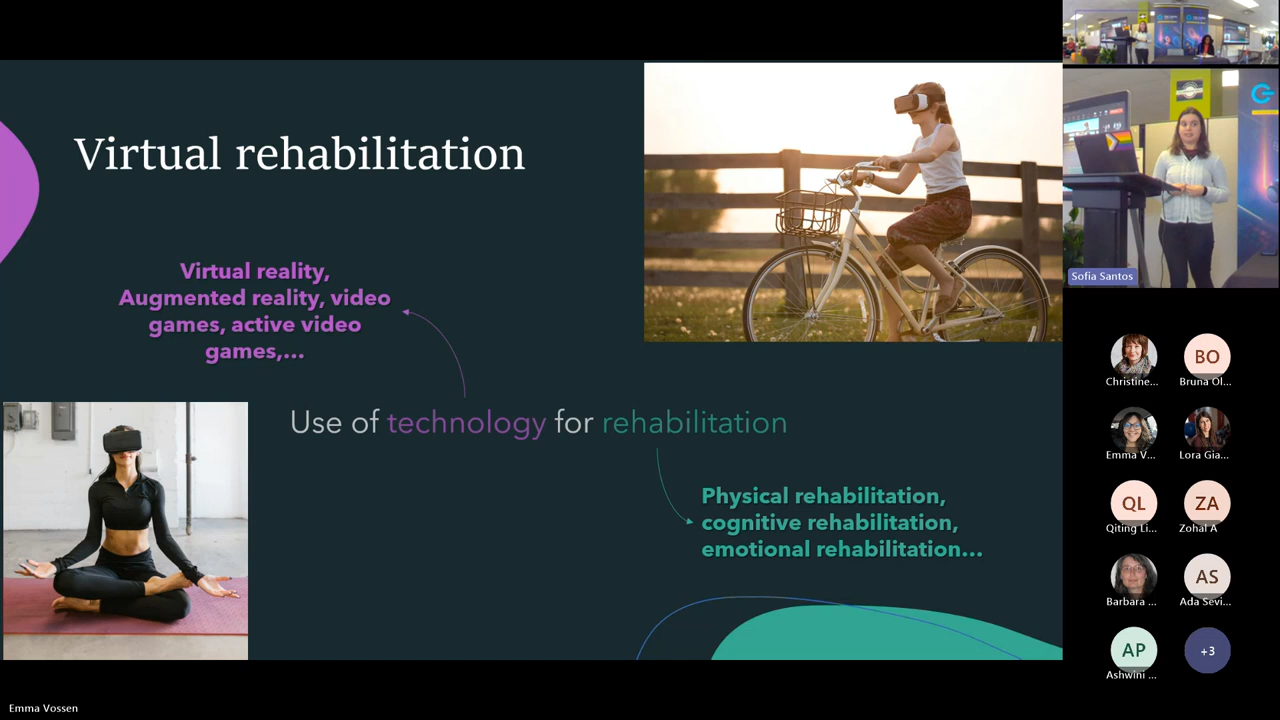 Virtual rehabilitation
Virtual reality,
Augmented reality, video
games, active video
games,...
Use of technology for rehabilitation
Physical rehabilitation,
cognitive rehabilitation,
emotional rehabilitation...
Sofia Santos
Christine...
BO
Bruna Ol...
Emma V...
Lora Gia...
QL
Qiting Li...
ZA
Zohal A
Barbara ...
AS
Ada Sevi...
AP
Ashwini ...
+3
Emma Vossen